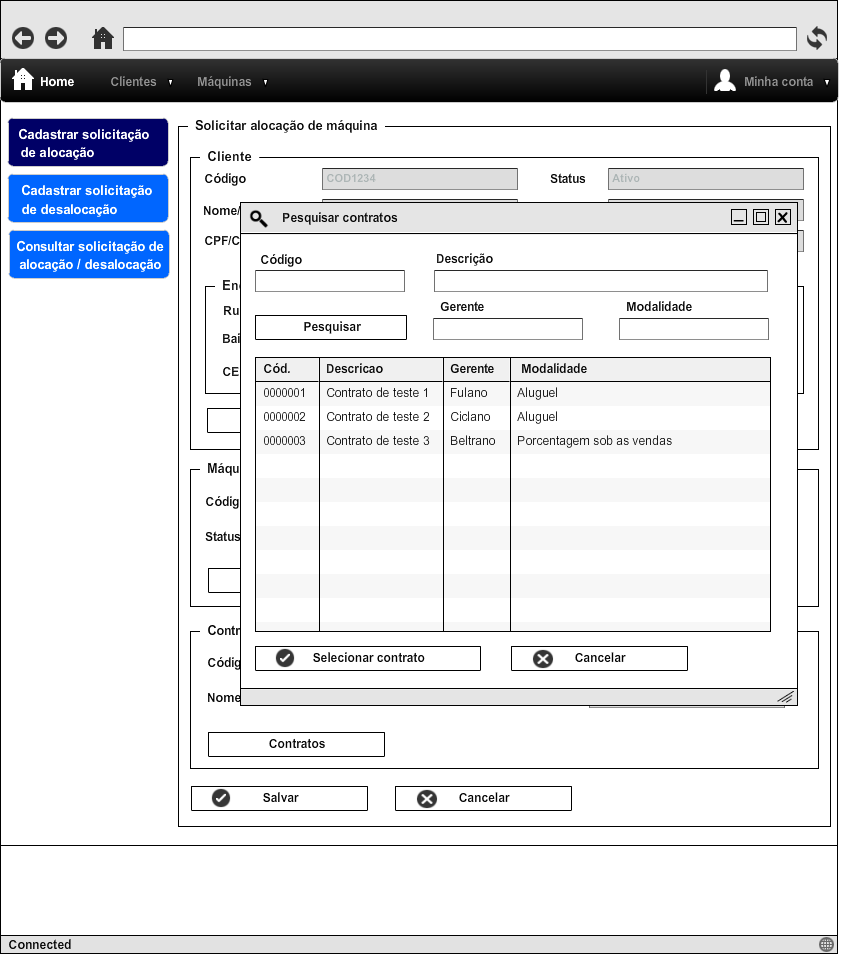 Home
Clientes
Máquinas
Minha conta
Cadastrar solicitação
de alocação
Cadastrar solicitação
de desalocação
Consultar solicitação de
alocação / desalocação
Solicitar alocação de máquina
Cliente
Código COD1234 Status Ativo
Nome/
CPF/C
En
Ru
Bai
CE
Máqu
Códig
Status
Contr
Códig
Nome
Pesquisar contratos
Código
Descrição
Gerente
Modalidade
Pesquisar
Cód. Descricao Gerente Modalidade
0000001 Contrato de teste 1 Fulano Aluguel
0000002 Contrato de teste 2 Ciclano Aluguel
0000003 Contrato de teste 3 Beltrano Porcentagem sob as vendas
Selecionar contrato
Cancelar
Contratos
Salvar
Cancelar
Connected